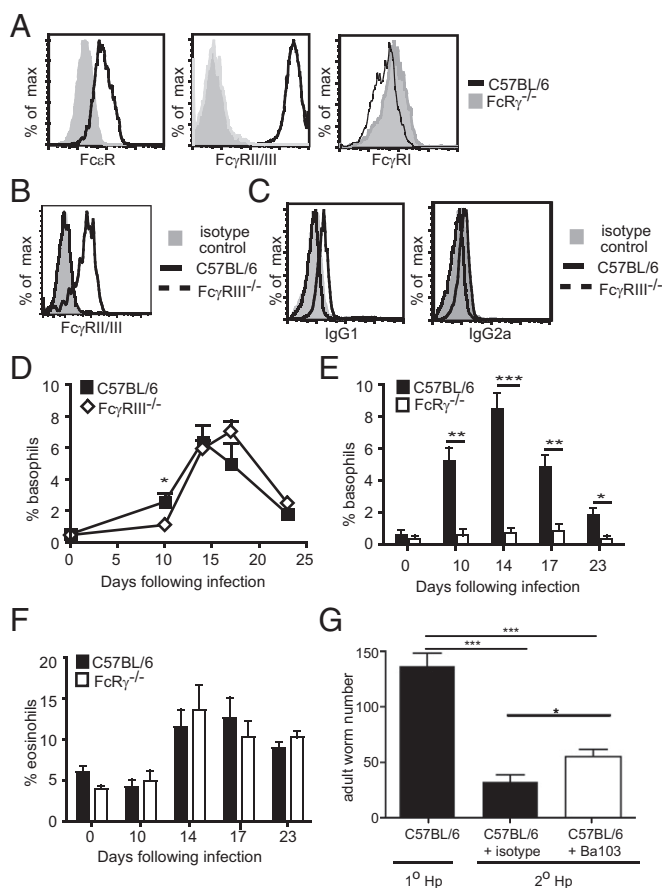 A
% of max
FcεR
% of max
FcγRII/III
% of max
FcγRI
C57BL/6
FcRγ-/-
B
% of max
FcγRII/III
isotype
control
C57BL/6
FcγRIII-/-
C
% of max
IgG1
IgG2a
isotype
control
C57BL/6
FcγRIII-/-
D
C57BL/6
FcγRIII-/-
% basophils
10
8
6
4
2
0
*
0 5 10 15 20 25
Days following infection
E
C57BL/6
FcRγ-/-
% basophils
10
8
6
4
2
0
** *** ** *
0 10 14 17 23
Days following infection
F
C57BL/6
FcRγ-/-
% eosinohils
20
15
10
5
0
0 10 14 17 23
Days following infection
G
adult worm number
150
100
50
0
***
***
*
C57BL/6
C57BL/6
+ isotype
C57BL/6
+ Ba103
1º Hp
2º Hp